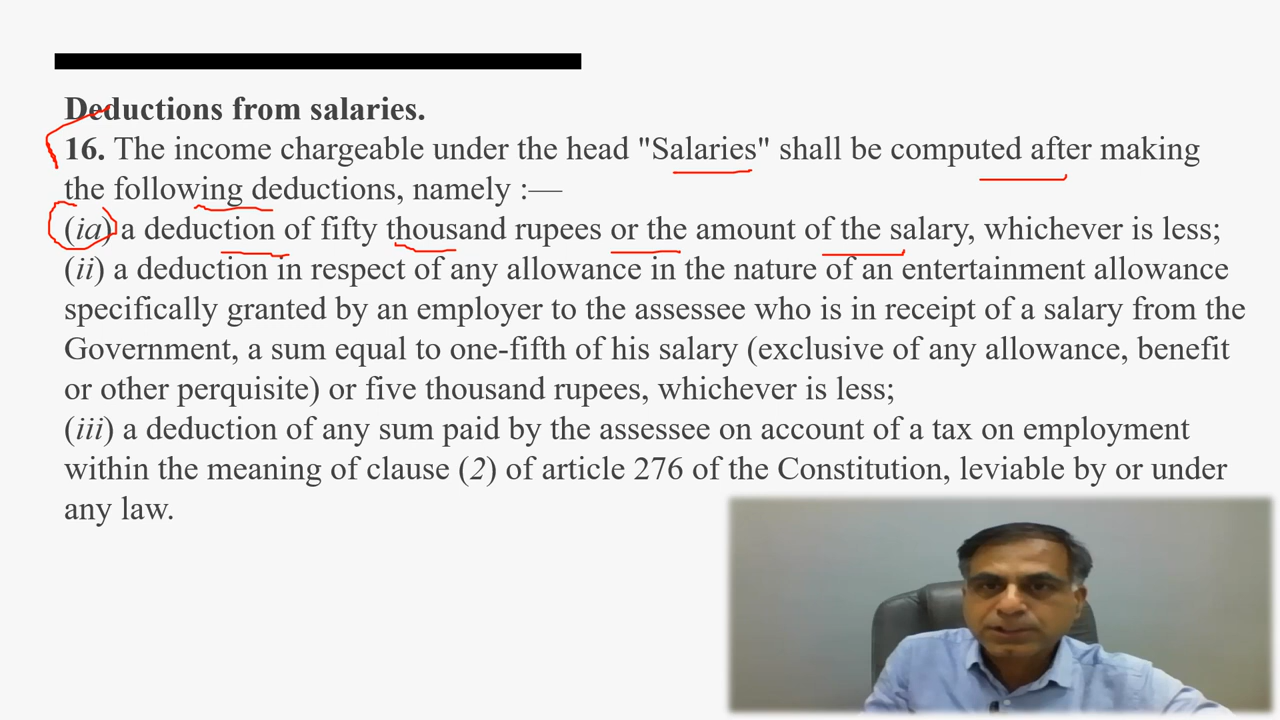 Deductions from salaries.
16. The income chargeable under the head "Salaries" shall be computed after making
the following deductions, namely :—
(ia) a deduction of fifty thousand rupees or the amount of the salary, whichever is less;
(ii) a deduction in respect of any allowance in the nature of an entertainment allowance
specifically granted by an employer to the assessee who is in receipt of a salary from the
Government, a sum equal to one-fifth of his salary (exclusive of any allowance, benefit
or other perquisite) or five thousand rupees, whichever is less;
(iii) a deduction of any sum paid by the assessee on account of a tax on employment
within the meaning of clause (2) of article 276 of the Constitution, leviable by or under
any law.